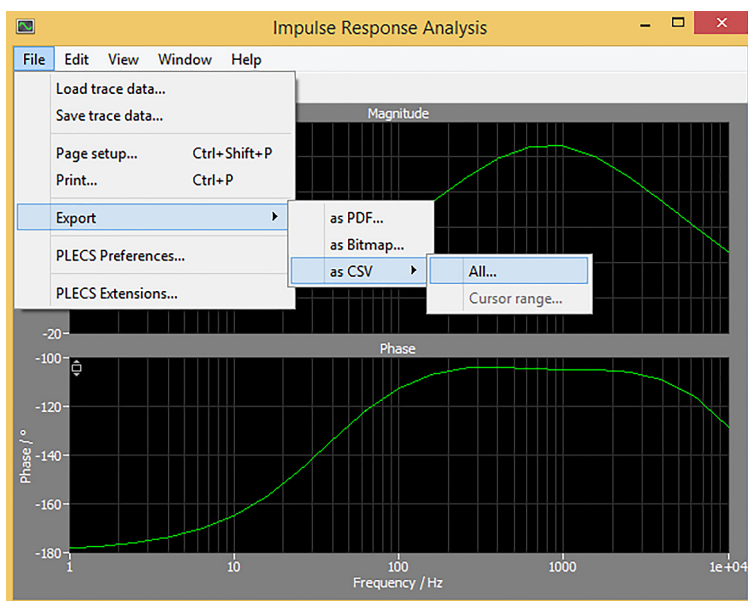 Impulse Response Analysis
File Edit View Window Help
Load trace data...
Save trace data...
Page setup... Ctrl+Shift+P
Print... Ctrl+P
Export
PLECS Preferences...
PLECS Extensions...
as PDF...
as Bitmap...
as CSV
All...
Cursor range...
Magnitude
-20
Phase
-100
-120
-140
-160
-180
Phase / °
1 10 100 1000 1e+04
Frequency / Hz